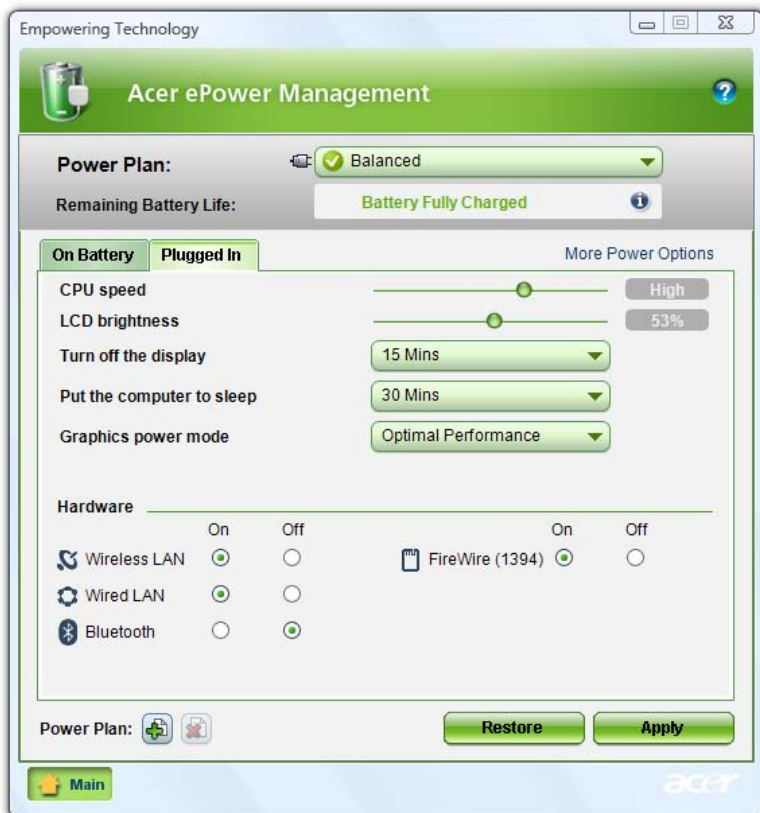 Empowering Technology
Acer ePower Management
?
Power Plan: Balanced
Remaining Battery Life: Battery Fully Charged i
On Battery Plugged In More Power Options
CPU speed High
LCD brightness 53%
Turn off the display 15 Mins
Put the computer to sleep 30 Mins
Graphics power mode Optimal Performance
Hardware
On Off On Off
Wireless LAN FireWire (1394)
Wired LAN
Bluetooth
Power Plan: Restore Apply
Main acer